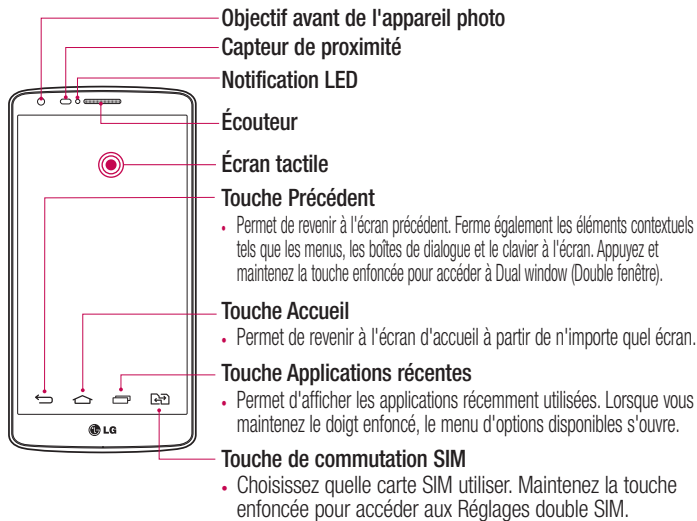 Objectif avant de l'appareil photo
Capteur de proximité
Notification LED
Écouteur
Écran tactile
Touche Précédent
• Permet de revenir à l'écran précédent. Ferme également les éléments contextuels
tels que les menus, les boîtes de dialogue et le clavier à l'écran. Appuyez et
maintenez la touche enfoncée pour accéder à Dual window (Double fenêtre).
Touche Accueil
• Permet de revenir à l'écran d'accueil à partir de n'importe quel écran.
Touche Applications récentes
• Permet d'afficher les applications récemment utilisées. Lorsque vous
maintenez le doigt enfoncé, le menu d'options disponibles s'ouvre.
Touche de commutation SIM
• Choisissez quelle carte SIM utiliser. Maintenez la touche
enfoncée pour accéder aux Réglages double SIM.
LG